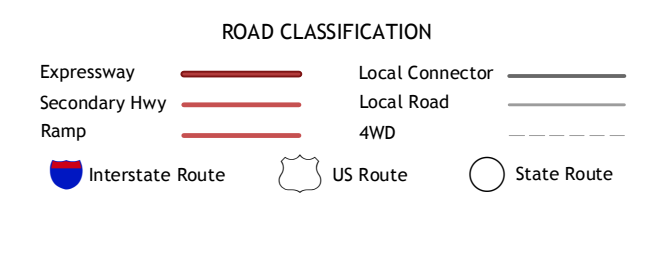 ROAD CLASSIFICATION
Expressway
Secondary Hwy
Ramp
Local Connector
Local Road
4WD
Interstate Route
US Route
State Route